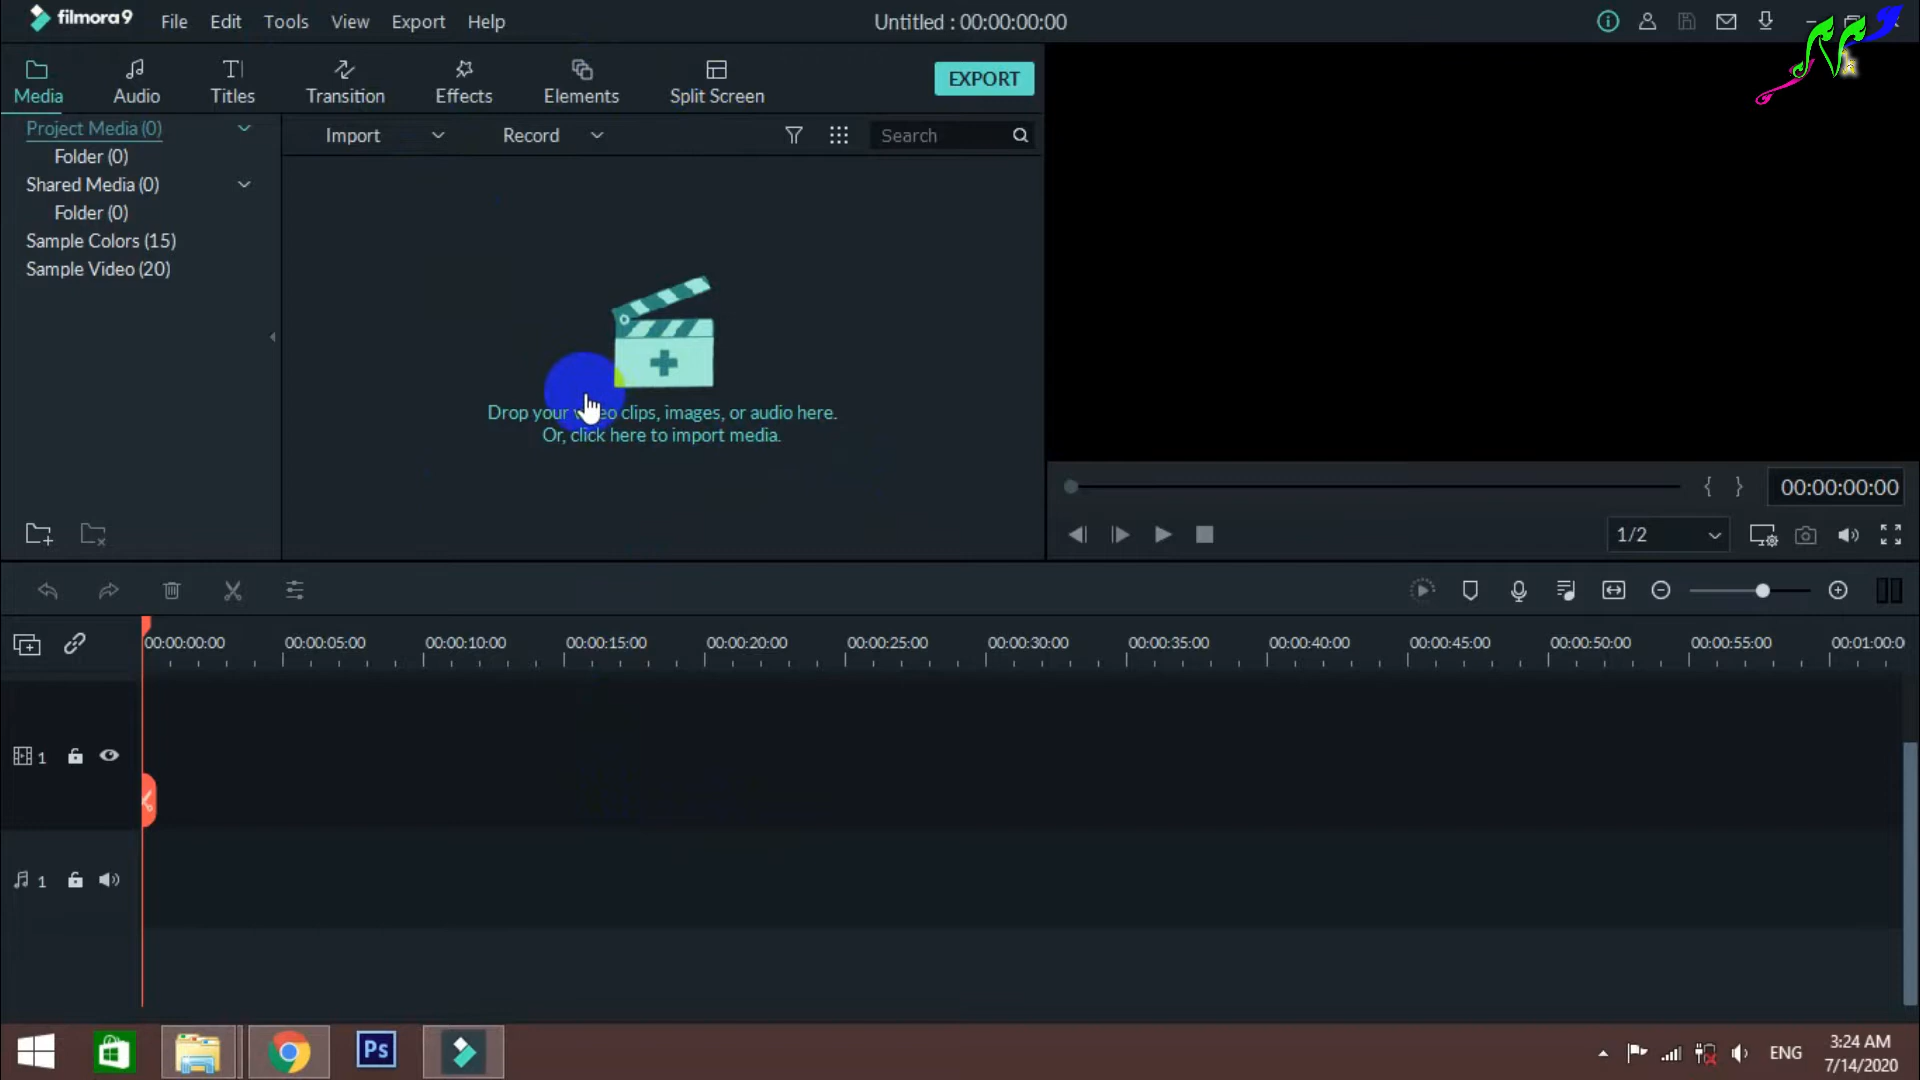 filmora9 File Edit Tools View Export Help Untitled : 00:00:00:00
Media Audio Titles Transition Effects Elements Split Screen EXPORT
Project Media (0)
Folder (0)
Shared Media (0)
Folder (0)
Sample Colors (15)
Sample Video (20)
Import Record Search
Drop your video clips, images, or audio here.
Or, click here to import media.
00:00:00:00
1/2
00:00:00:00 00:00:05:00 00:00:10:00 00:00:15:00 00:00:20:00 00:00:25:00 00:00:30:00 00:00:35:00 00:00:40:00 00:00:45:00 00:00:50:00 00:00:55:00 00:01:00:0
1
1
Ps ENG 3:24 AM
7/14/2020